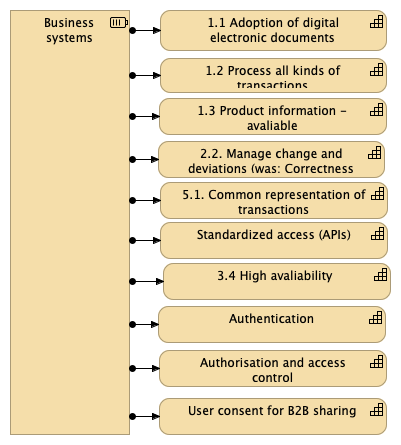 Business
systems
1.1 Adoption of digital
electronic documents
1.2 Process all kinds of
transactions
1.3 Product information –
avaliable
2.2. Manage change and
deviations (was: Correctness
5.1. Common representation of
transactions
Standardized access (APIs)
3.4 High avaliability
Authentication
Authorisation and access
control
User consent for B2B sharing